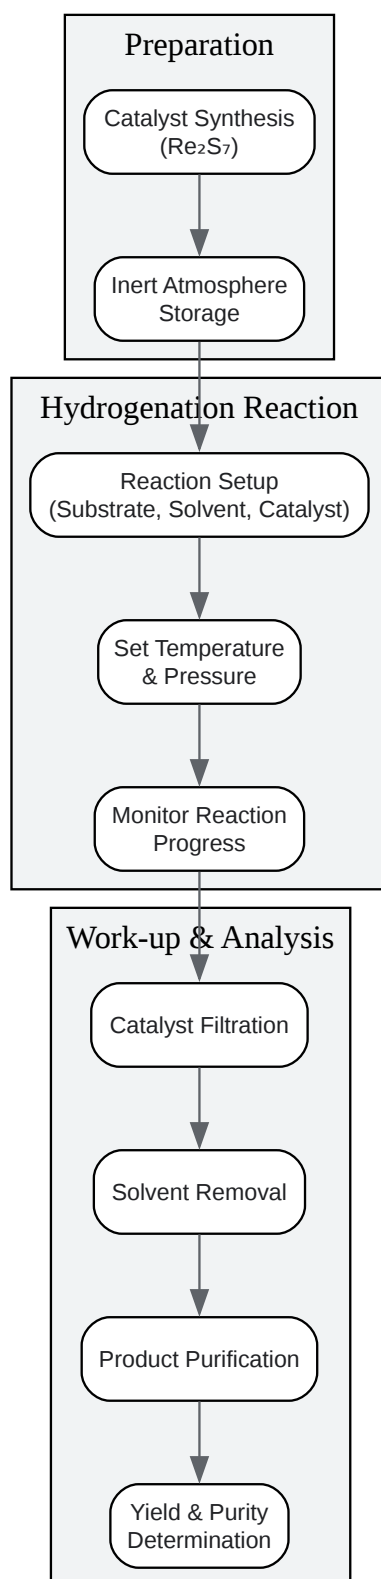 Preparation
Catalyst Synthesis
(Re₂S₇)
Inert Atmosphere
Storage
Hydrogenation Reaction
Reaction Setup
(Substrate, Solvent, Catalyst)
Set Temperature
& Pressure
Monitor Reaction
Progress
Work-up & Analysis
Catalyst Filtration
Solvent Removal
Product Purification
Yield & Purity
Determination